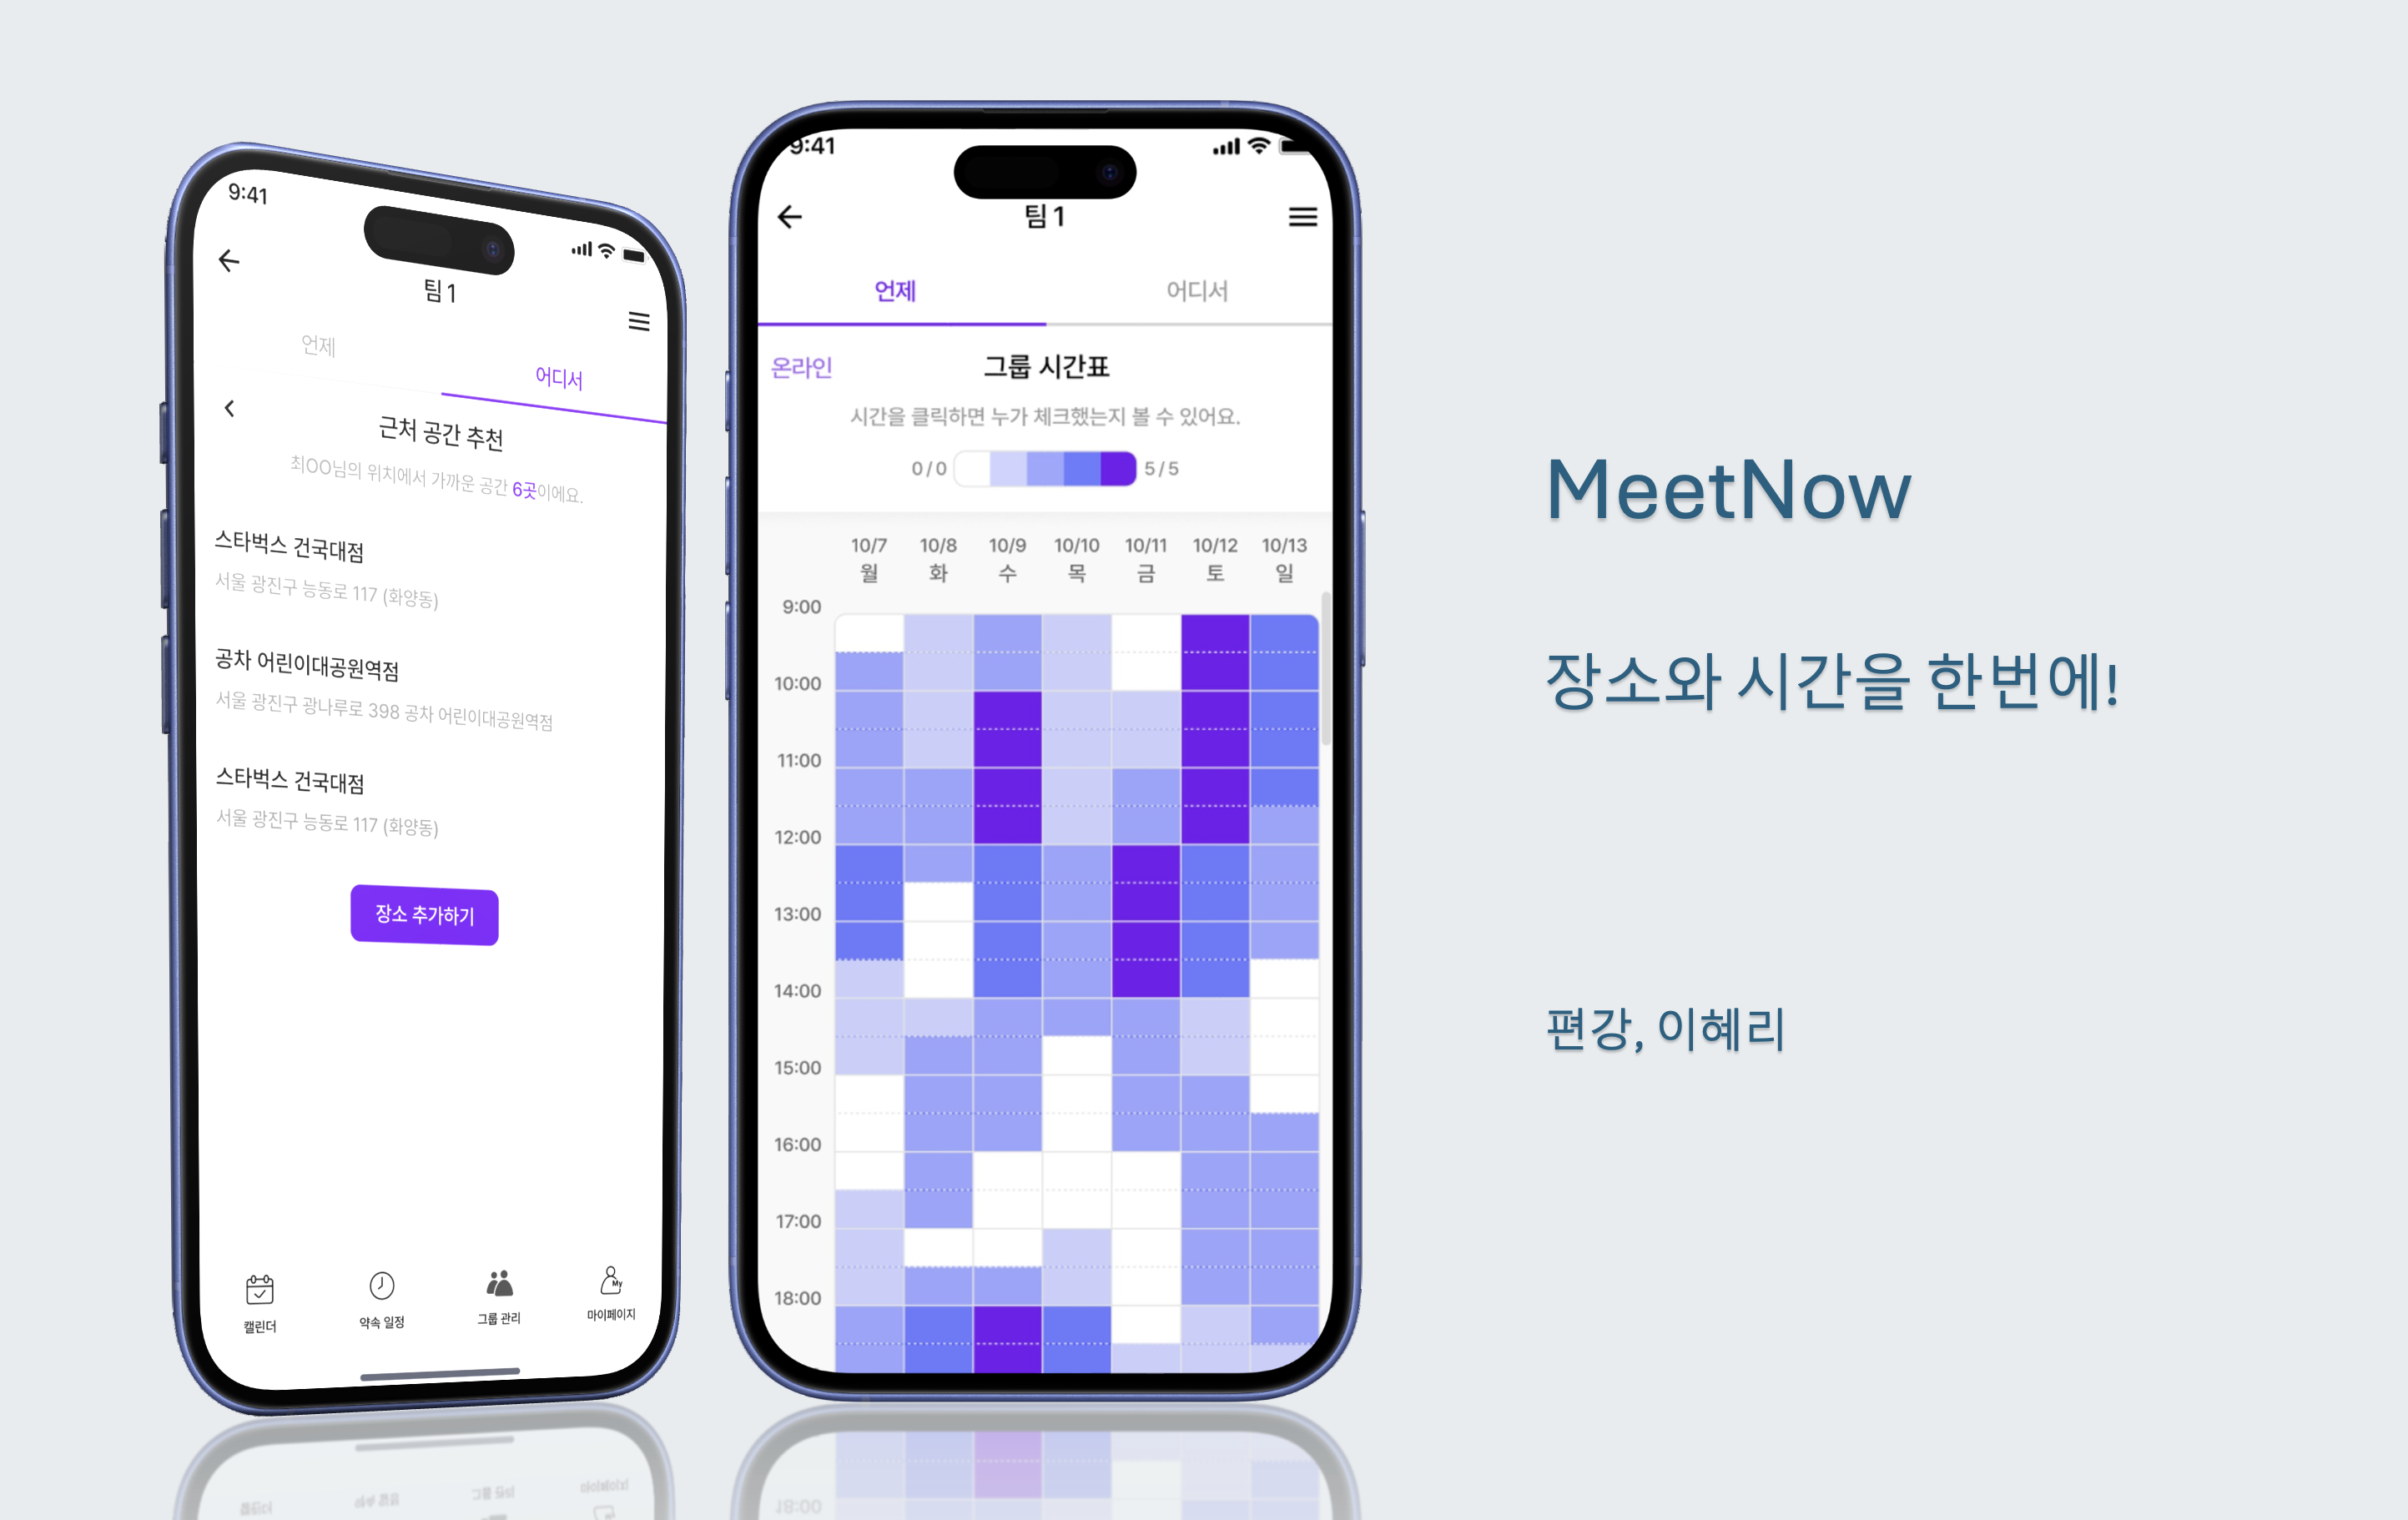 9:41
팀 1
언제
어디서
근처 공간 추천
최OO님의 위치에서 가까운 공간 6곳이에요.
스타벅스 건국대점
서울 광진구 능동로 117 (화양동)
공차 어린이대공원역점
서울 광진구 광나루로 398 공차 어린이대공원역점
스타벅스 건국대점
서울 광진구 능동로 117 (화양동)
장소 추가하기
캘린더
약속 일정
그룹 관리
My
마이페이지
9:41
팀 1
언제
어디서
온라인
그룹 시간표
시간을 클릭하면 누가 체크했는지 볼 수 있어요.
0 / 0
5 / 5
10/7 10/8 10/9 10/10 10/11 10/12 10/13
월 화 수 목 금 토 일
9:00
10:00
11:00
12:00
13:00
14:00
15:00
16:00
17:00
18:00
MeetNow
장소와 시간을 한번에!
편강, 이혜리